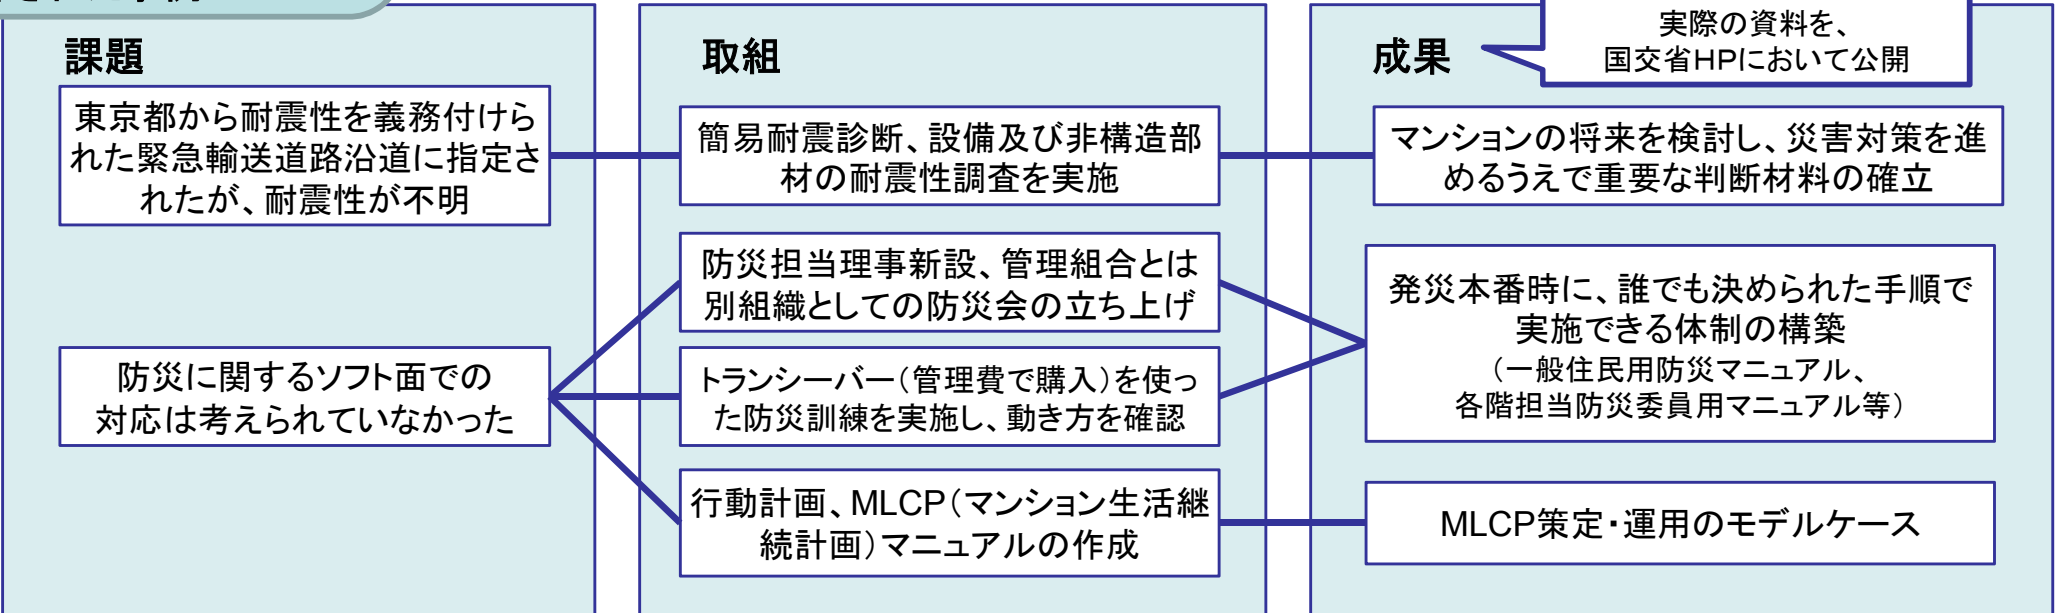 課題
東京都から耐震性を義務付けら
れた緊急輸送道路沿道に指定さ
れたが、耐震性が不明
防災に関するソフト面での
対応は考えられていなかった
取組
簡易耐震診断、設備及び非構造部
材の耐震性調査を実施
防災担当理事新設、管理組合とは
別組織としての防災会の立ち上げ
トランシーバー（管理費で購入）を使っ
た防災訓練を実施し、動き方を確認
行動計画、MLCP（マンション生活継
続計画）マニュアルの作成
成果
実際の資料を、
国交省HPにおいて公開
マンションの将来を検討し、災害対策を進
めるうえで重要な判断材料の確立
発災本番時に、誰でも決められた手順で
実施できる体制の構築
（一般住民用防災マニュアル、
各階担当防災委員用マニュアル等）
MLCP策定・運用のモデルケース